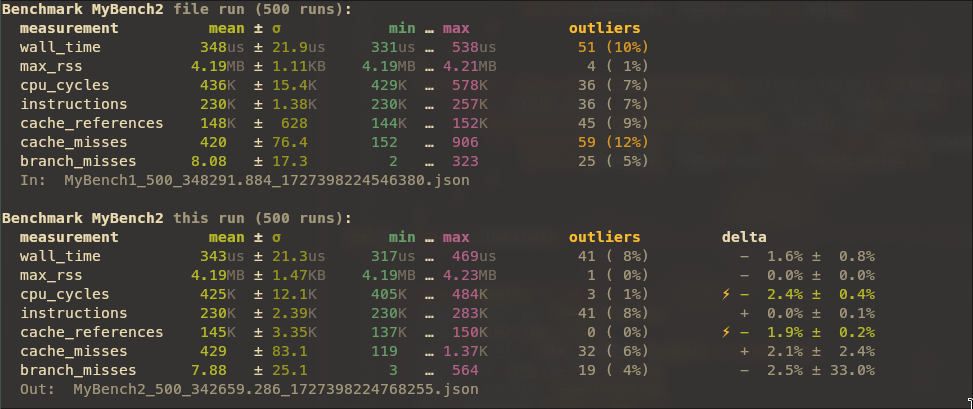 Benchmark MyBench2 file run (500 runs):
measurement mean ± σ min … max outliers
wall_time 348us ± 21.9us 331us … 538us 51 (10%)
max_rss 4.19MB ± 1.11KB 4.19MB … 4.21MB 4 ( 1%)
cpu_cycles 436K ± 15.4K 429K … 578K 36 ( 7%)
instructions 230K ± 1.38K 230K … 257K 36 ( 7%)
cache_references 148K ± 628 144K … 152K 45 ( 9%)
cache_misses 420 ± 76.4 152 … 906 59 (12%)
branch_misses 8.08 ± 17.3 2 … 323 25 ( 5%)
In: MyBench1_500_348291.884_1727398224546380.json
Benchmark MyBench2 this run (500 runs):
measurement mean ± σ min … max outliers delta
wall_time 343us ± 21.3us 317us … 469us 41 ( 8%) – 1.6% ± 0.8%
max_rss 4.19MB ± 1.47KB 4.19MB … 4.23MB 1 ( 0%) – 0.0% ± 0.0%
cpu_cycles 425K ± 12.1K 405K … 484K 3 ( 1%) ⚡ – 2.4% ± 0.4%
instructions 230K ± 2.39K 230K … 283K 41 ( 8%) + 0.0% ± 0.1%
cache_references 145K ± 3.35K 137K … 150K 0 ( 0%) ⚡ – 1.9% ± 0.2%
cache_misses 429 ± 83.1 119 … 1.37K 32 ( 6%) + 2.1% ± 2.4%
branch_misses 7.88 ± 25.1 3 … 564 19 ( 4%) – 2.5% ± 33.0%
Out: MyBench2_500_342659.286_1727398224768255.json